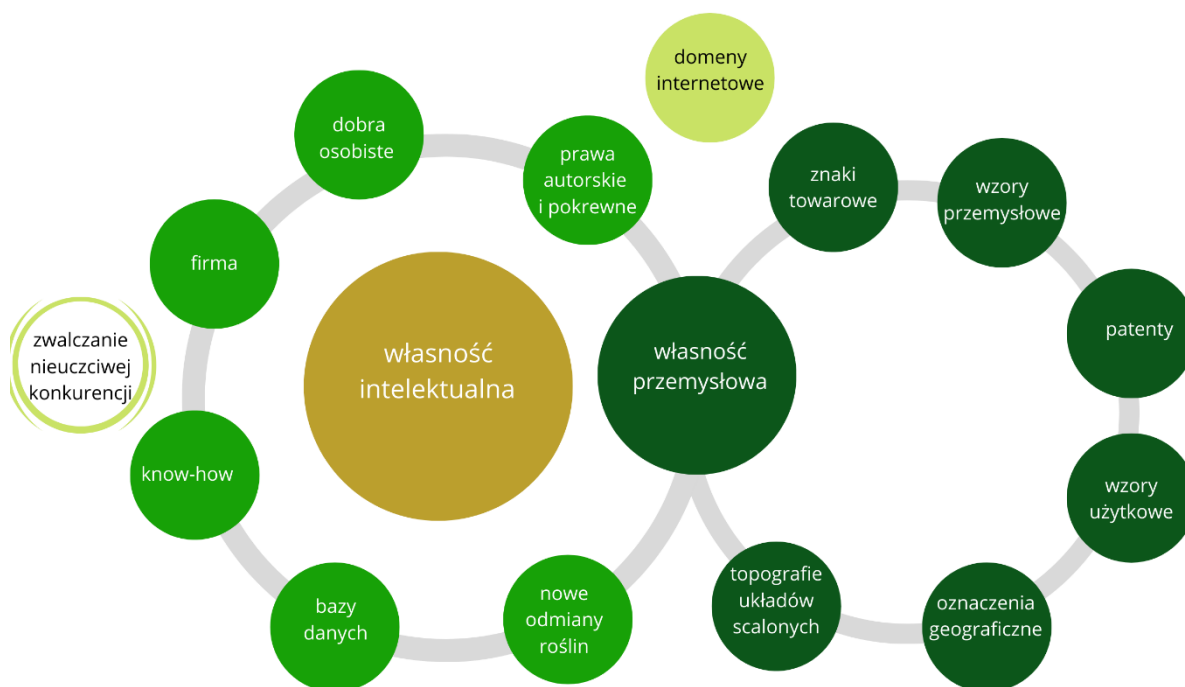 domeny
internetowe
dobra
osobiste
prawa
autorskie
i pokrewne
znaki
towarowe
wzory
przemysłowe
firma
zwalczanie
nieuczciwej
konkurencji
własność
intelektualna
własność
przemysłowa
patenty
know-how
wzory
użytkowe
bazy
danych
nowe
odmiany
roślin
topografie
układów
scalonych
oznaczenia
geograficzne